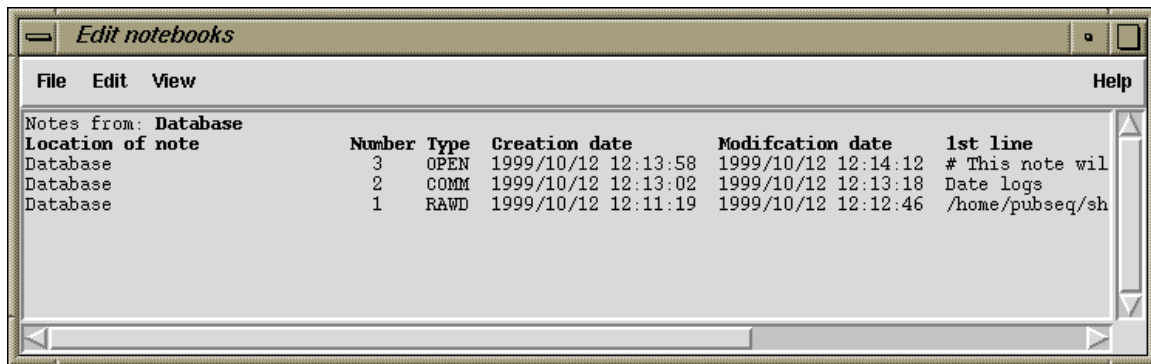 Edit notebooks
File Edit View Help
Notes from: Database
Location of note Number Type Creation date Modifcation date 1st line
Database 3 OPEN 1999/10/12 12:13:58 1999/10/12 12:14:12 # This note wil
Database 2 COMM 1999/10/12 12:13:02 1999/10/12 12:13:18 Date logs
Database 1 RAWD 1999/10/12 12:11:19 1999/10/12 12:12:46 /home/pubseq/sh